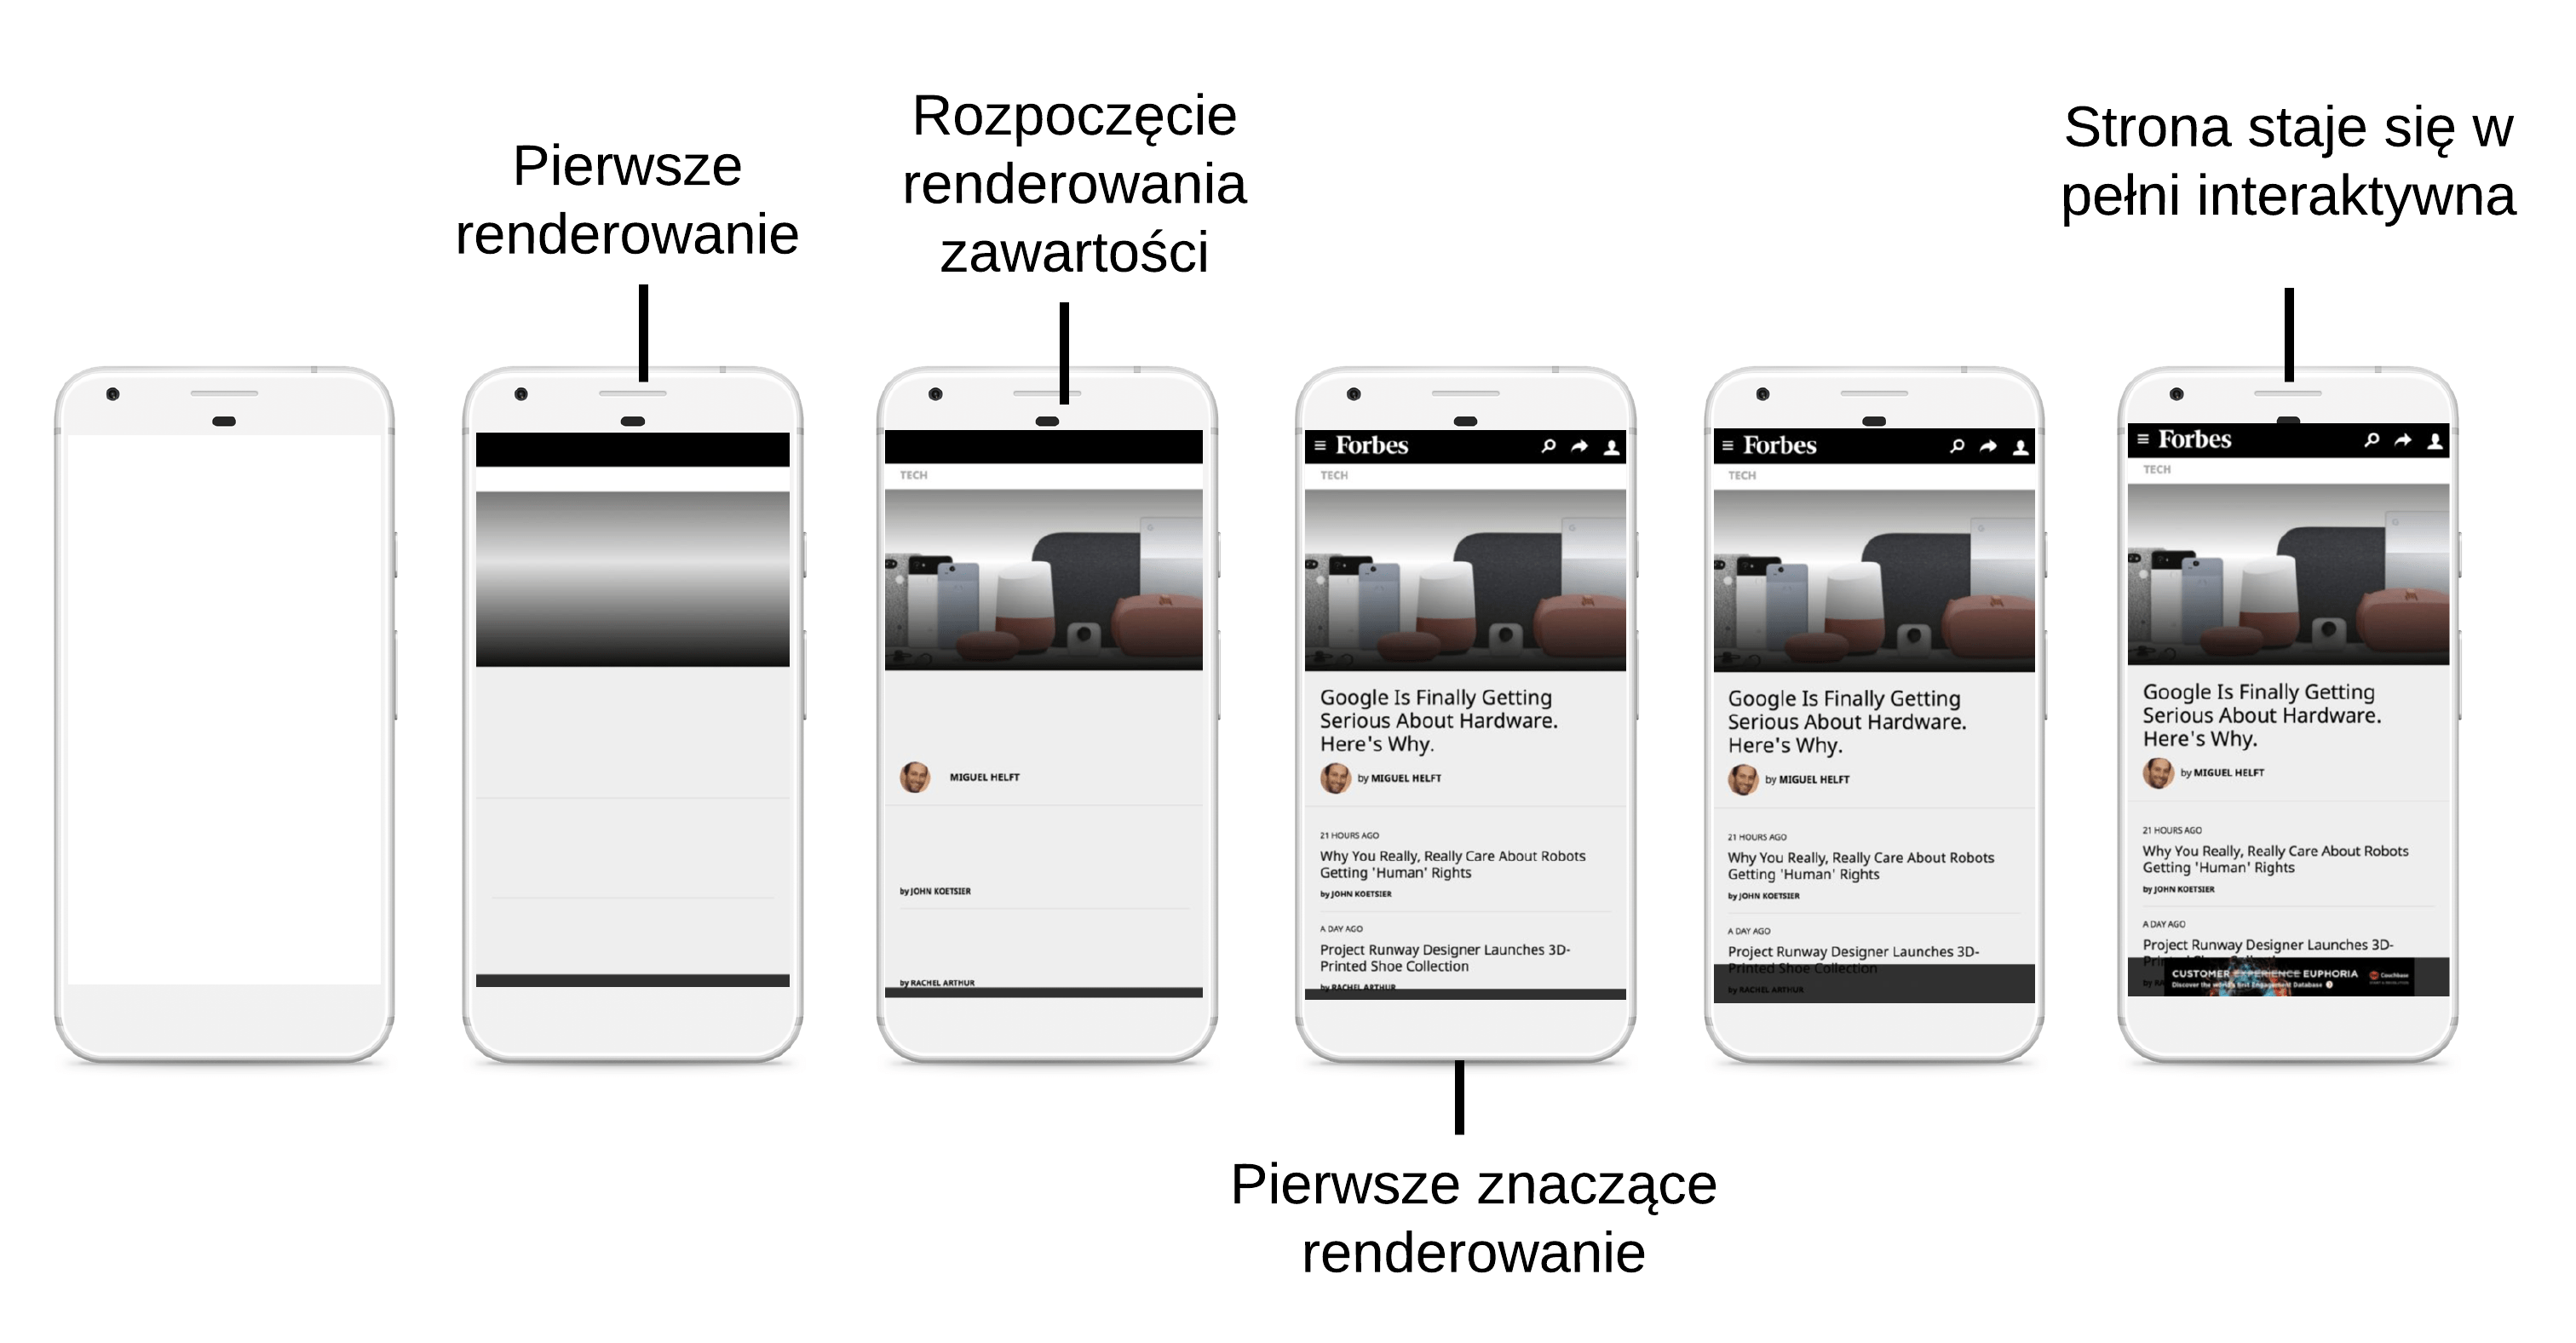 Pierwsze
renderowanie
Rozpoczęcie
renderowania
zawartości
Strona staje się w
pełni interaktywna
TECH
MIGUEL HELFT
by JOHN KOETSIER
by RACHEL ARTHUR
Forbes
TECH
Google Is Finally Getting
Serious About Hardware.
Here's Why.
by MIGUEL HELFT
21 HOURS AGO
Why You Really, Really Care About Robots
Getting 'Human' Rights
by JOHN KOETSIER
A DAY AGO
Project Runway Designer Launches 3D-
Printed Shoe Collection
by RACHEL ARTHUR
Forbes
TECH
Google Is Finally Getting
Serious About Hardware.
Here's Why.
by MIGUEL HELFT
21 HOURS AGO
Why You Really, Really Care About Robots
Getting 'Human' Rights
by JOHN KOETSIER
A DAY AGO
Project Runway Designer Launches 3D-
Printed Shoe Collection
by RACHEL ARTHUR
Forbes
TECH
Google Is Finally Getting
Serious About Hardware.
Here's Why.
by MIGUEL HELFT
21 HOURS AGO
Why You Really, Really Care About Robots
Getting 'Human' Rights
by JOHN KOETSIER
A DAY AGO
Project Runway Designer Launches 3D-
CUSTOMER EXPERIENCE EUPHORIA
Discover the world's first Engagement Database
Couchbase
Pierwsze znaczące
renderowanie